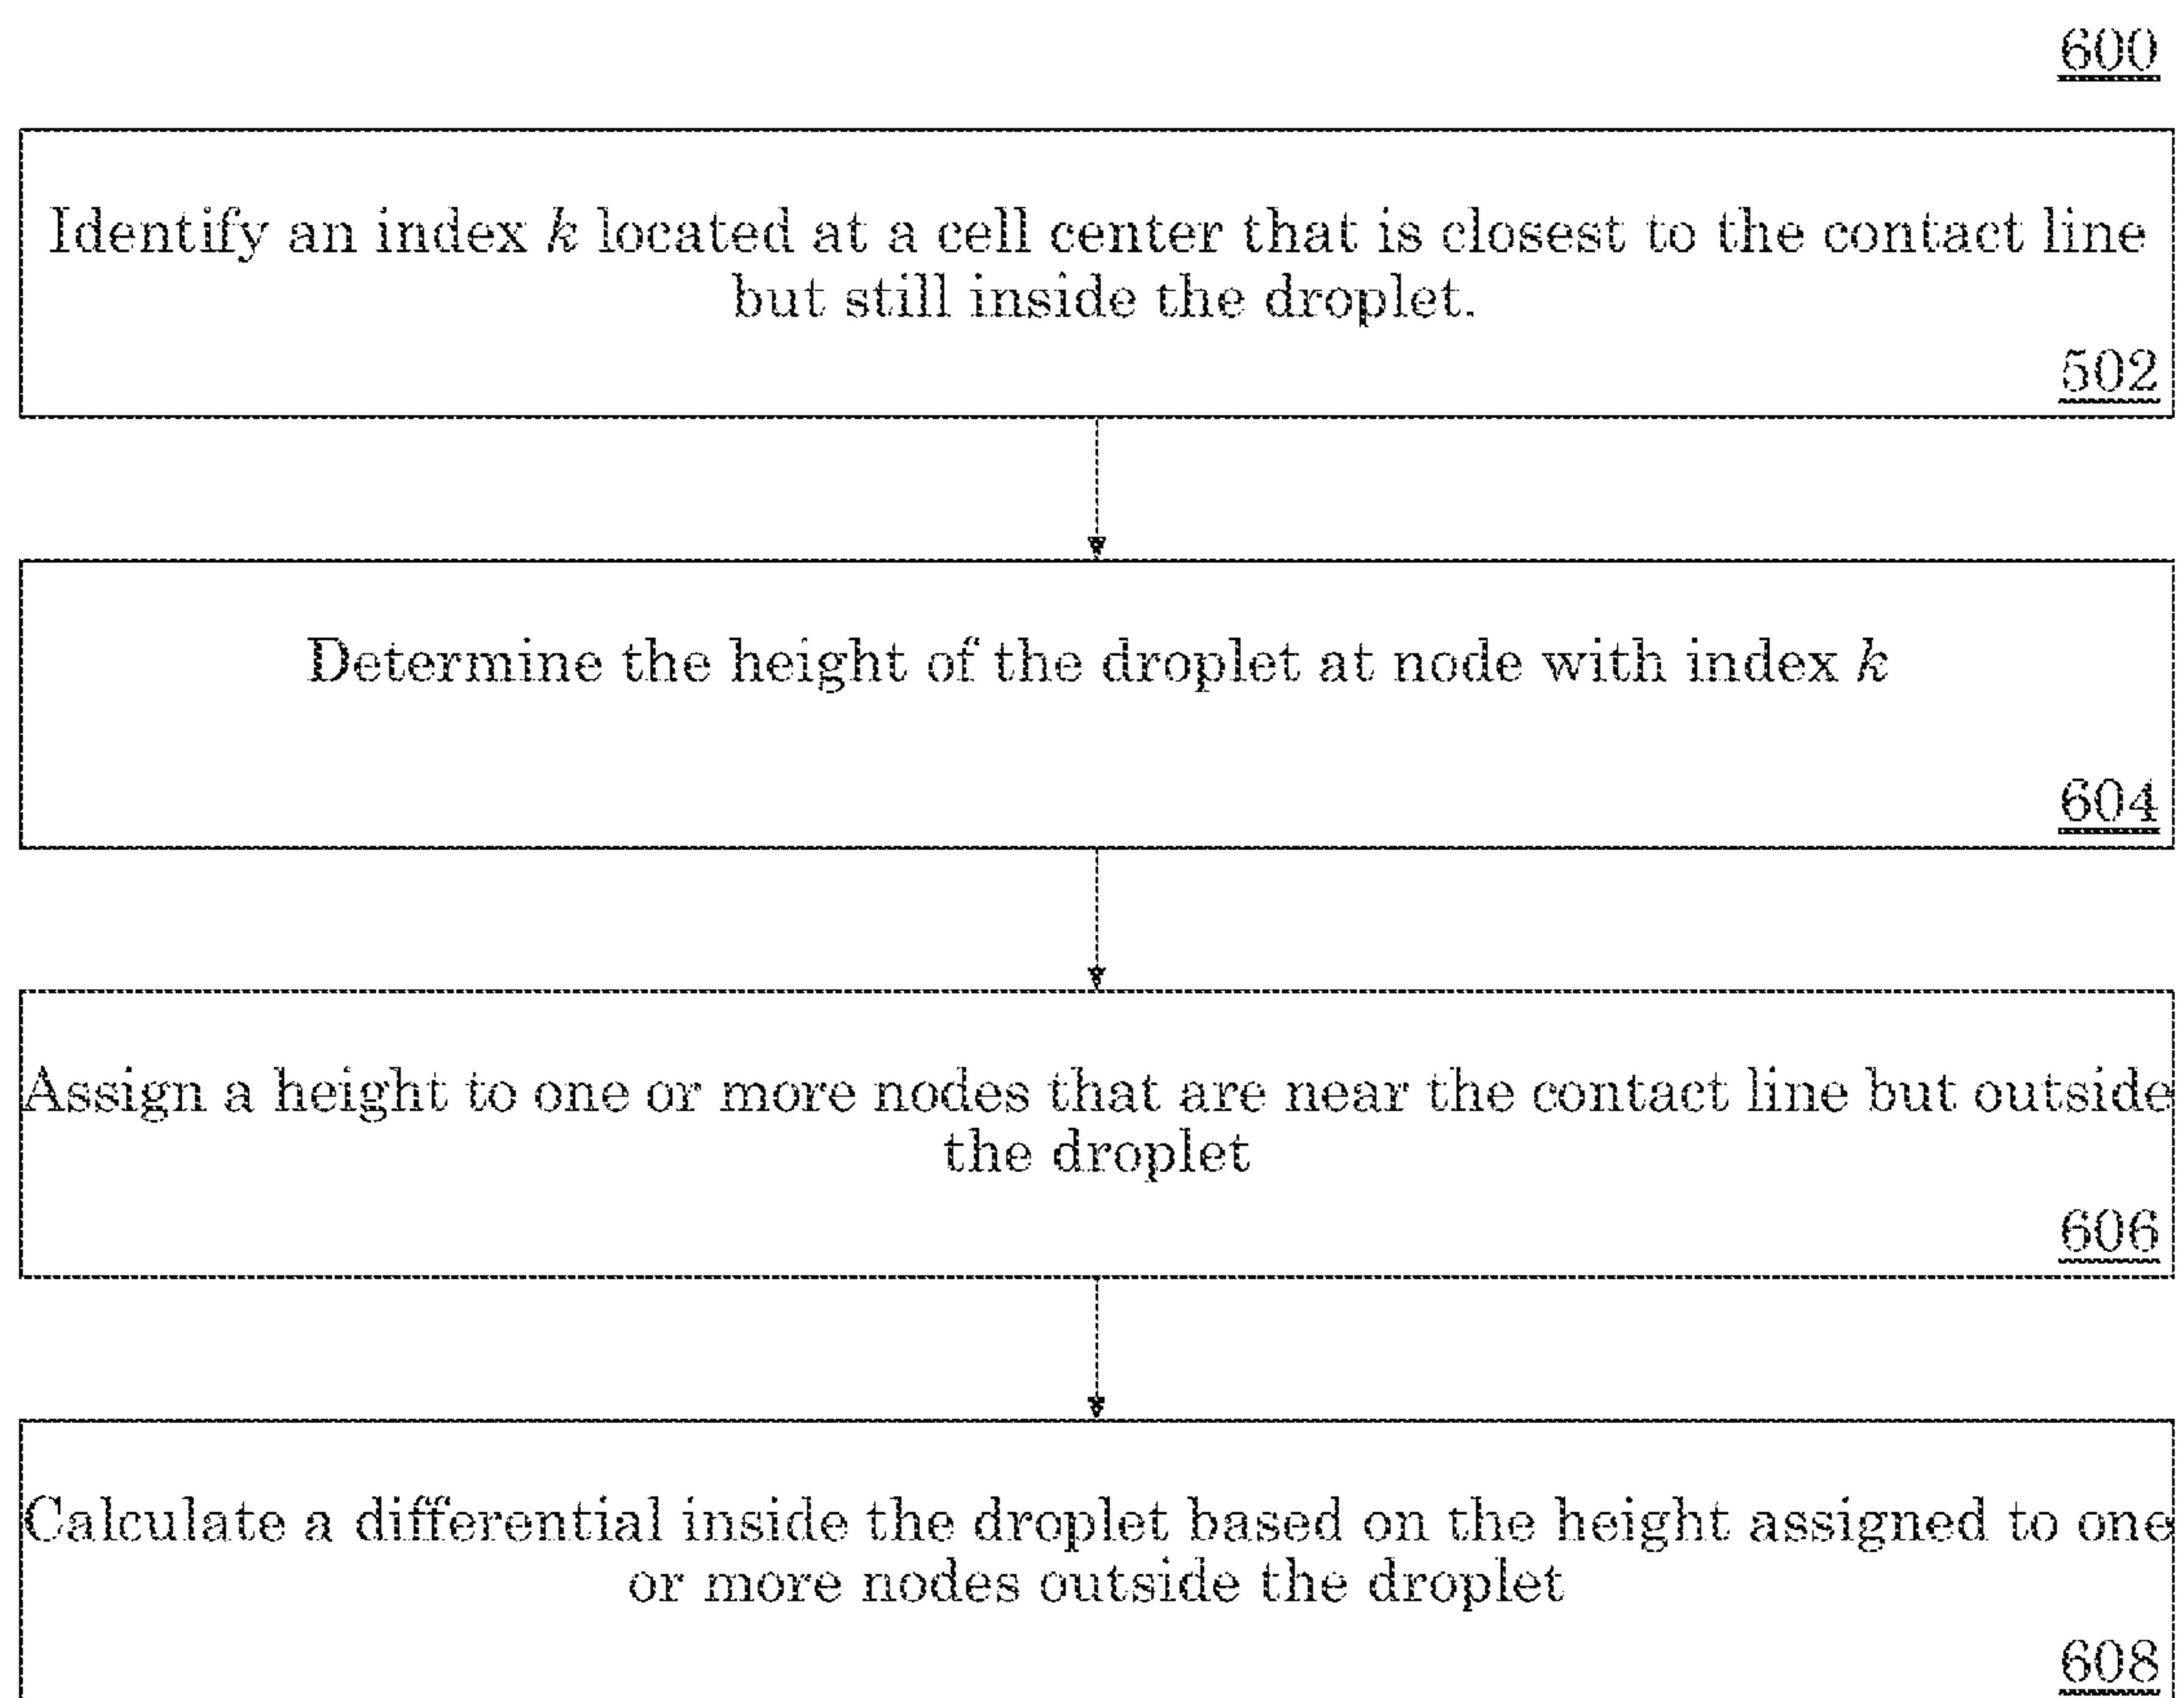 600
Identify an index k located at a cell center that is closest to the contact line
but still inside the droplet.
502
Determine the height of the droplet at node with index k
604
Assign a height to one or more nodes that are near the contact line but outside
the droplet
606
Calculate a differential inside the droplet based on the height assigned to one
or more nodes outside the droplet
608